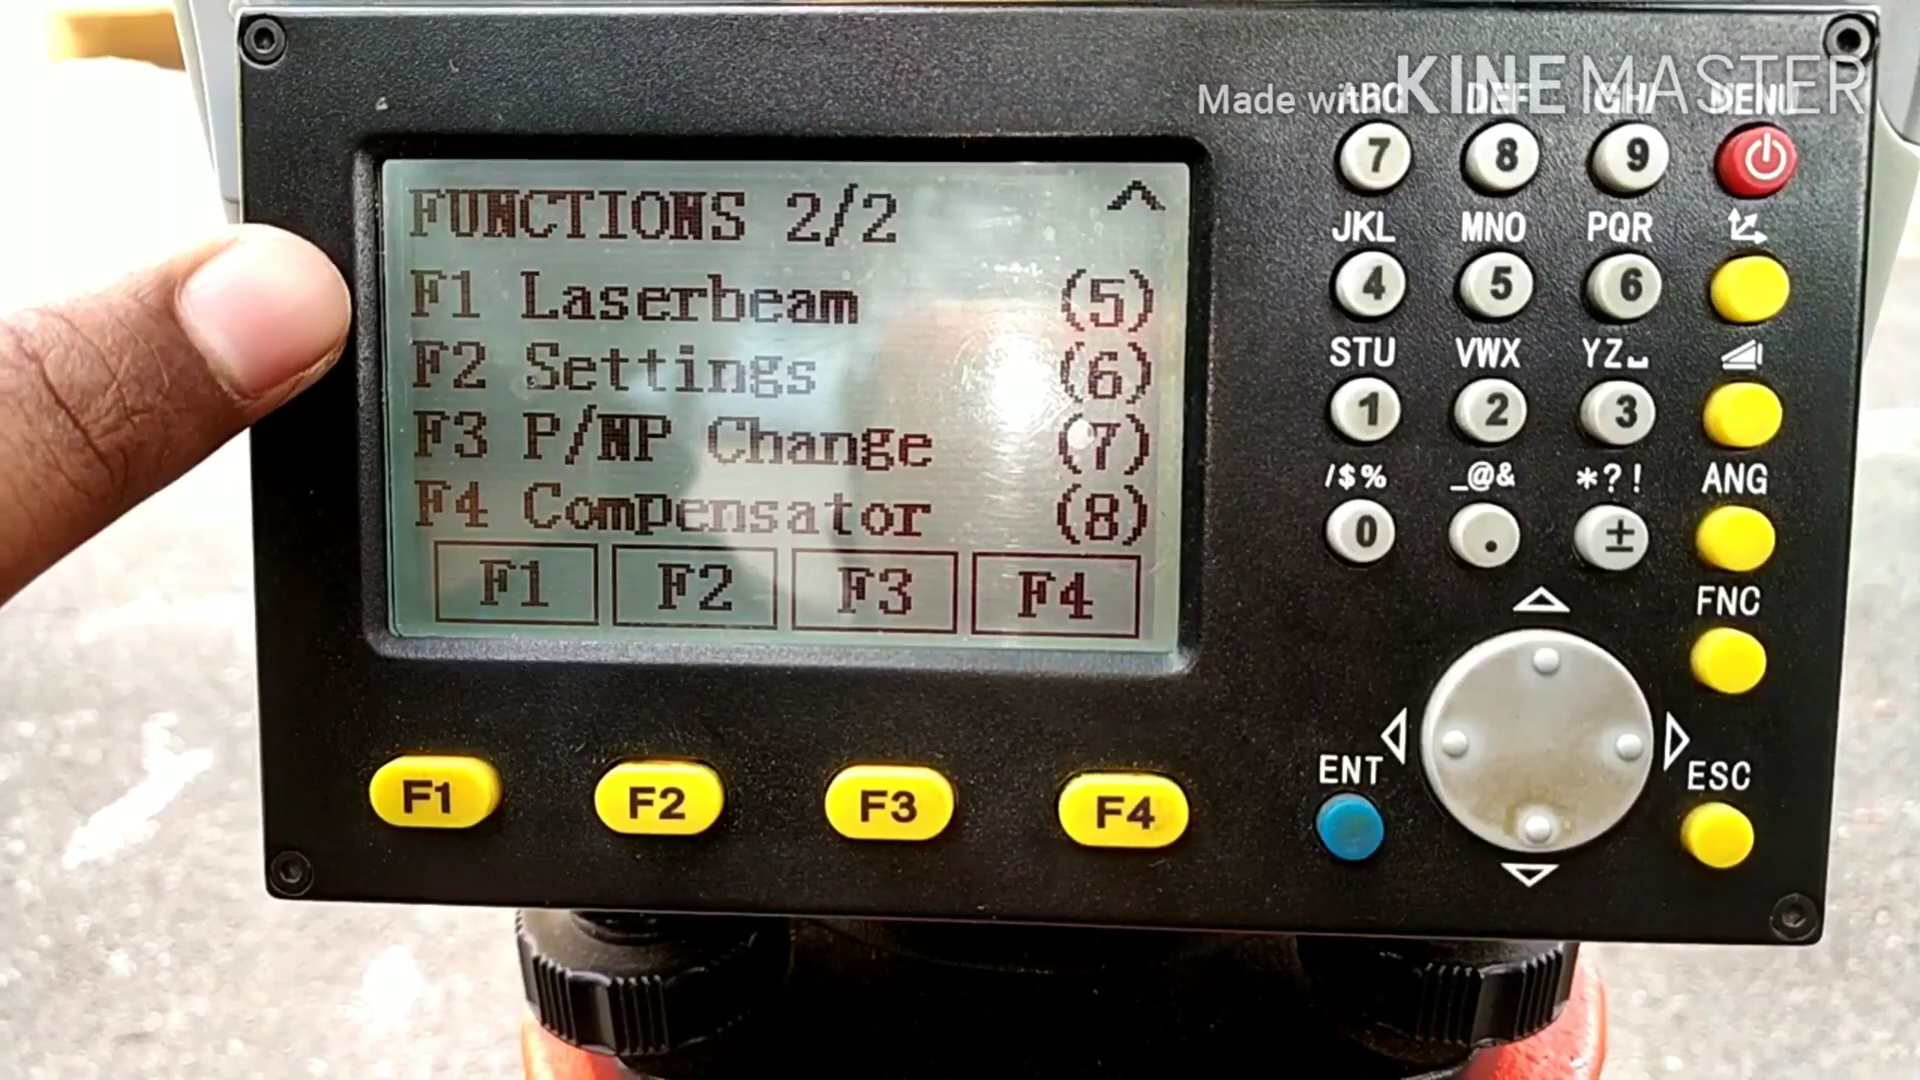 Made with KINEMASTER
FUNCTIONS 2/2 ^
F1 Laserbeam (5)
F2 Settings (6)
F3 P/NP Change (7)
F4 Compensator (8)
F1 F2 F3 F4
F1 F2 F3 F4
ABC DEF GHI MENU
7 8 9
JKL MNO PQR
4 5 6
STU VWX YZ␣
1 2 3
/$% _@& *?! ANG
0 . ±
FNC
ENT ESC